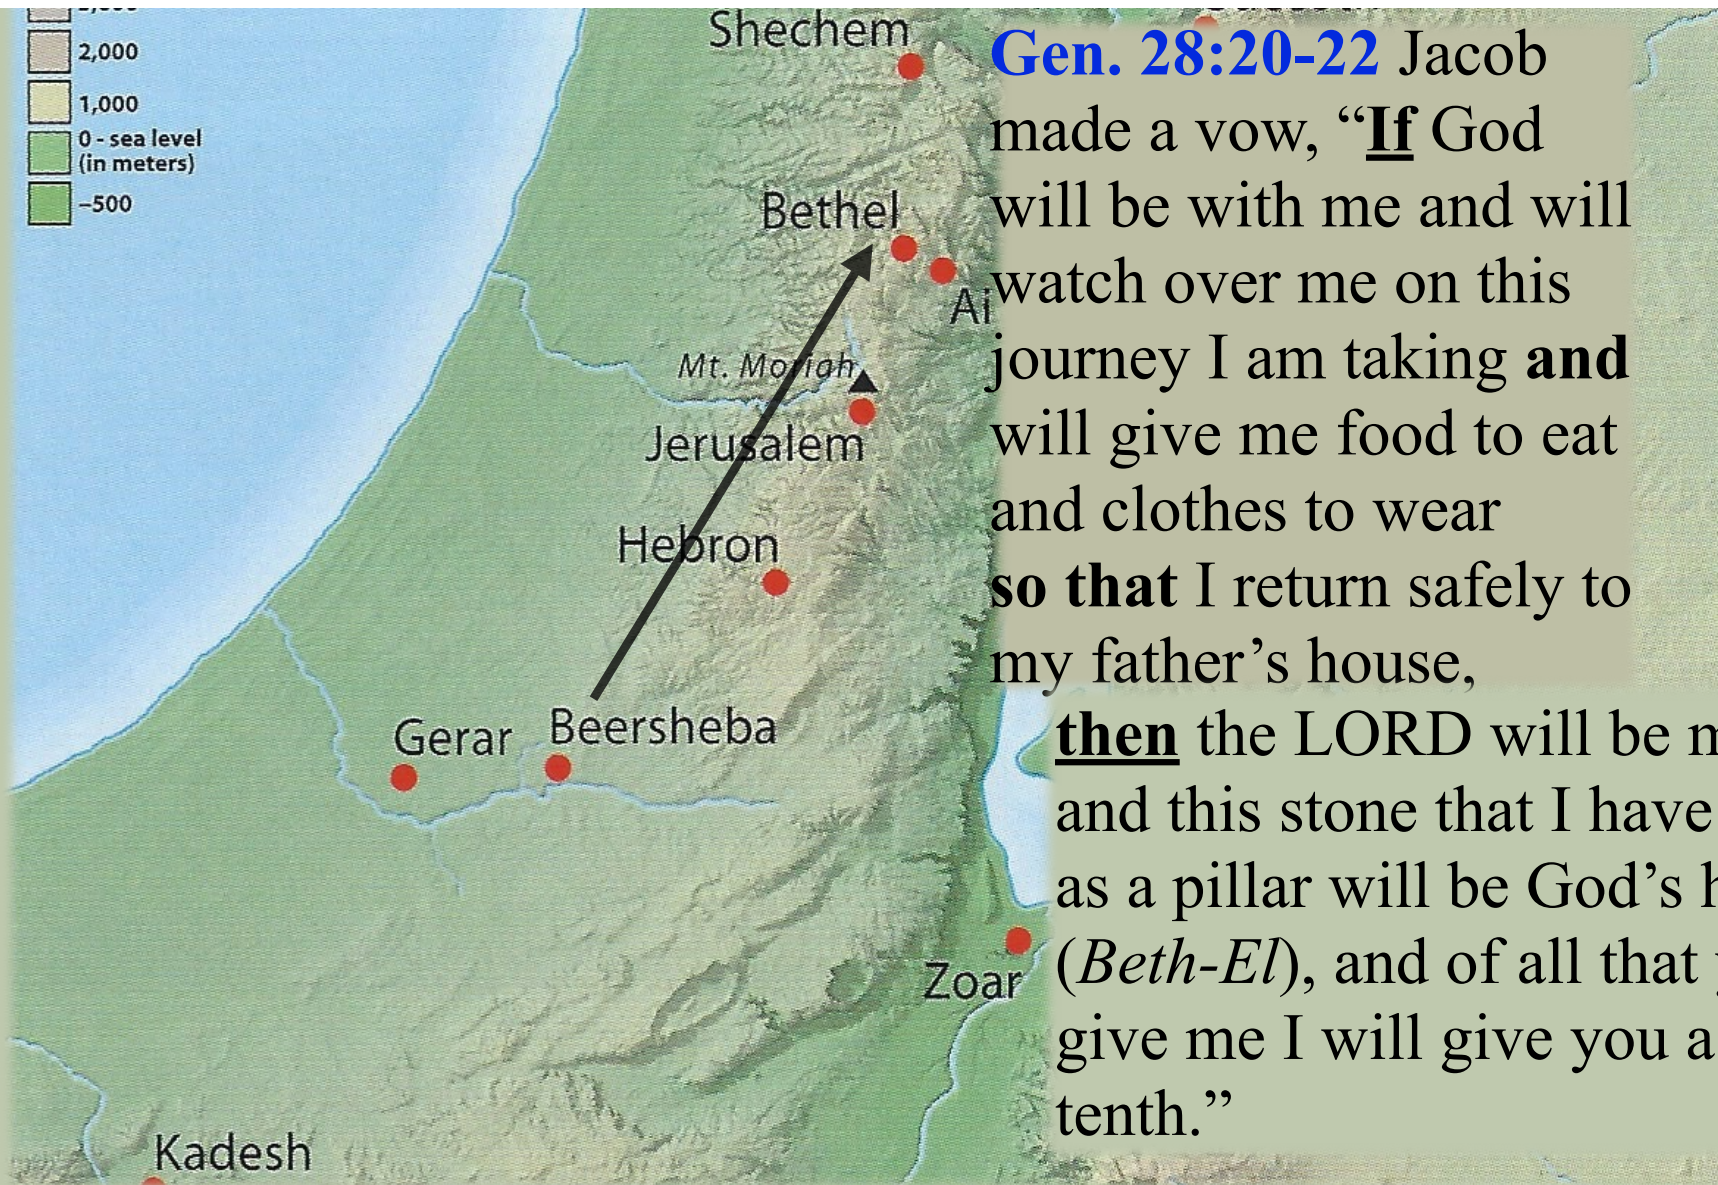 2,000
1,000
0 - sea level
(in meters)
–500
Shechem
Bethel
Ai
Mt. Moriah
Jerusalem
Hebron
Gerar
Beersheba
Zoar
Kadesh
Gen. 28:20-22 Jacob
made a vow, “If God
will be with me and will
watch over me on this
journey I am taking and
will give me food to eat
and clothes to wear
so that I return safely to
my father’s house,
then the LORD will be
and this stone that I have
as a pillar will be God’s
(Beth-El), and of all that
give me I will give you a
tenth.”